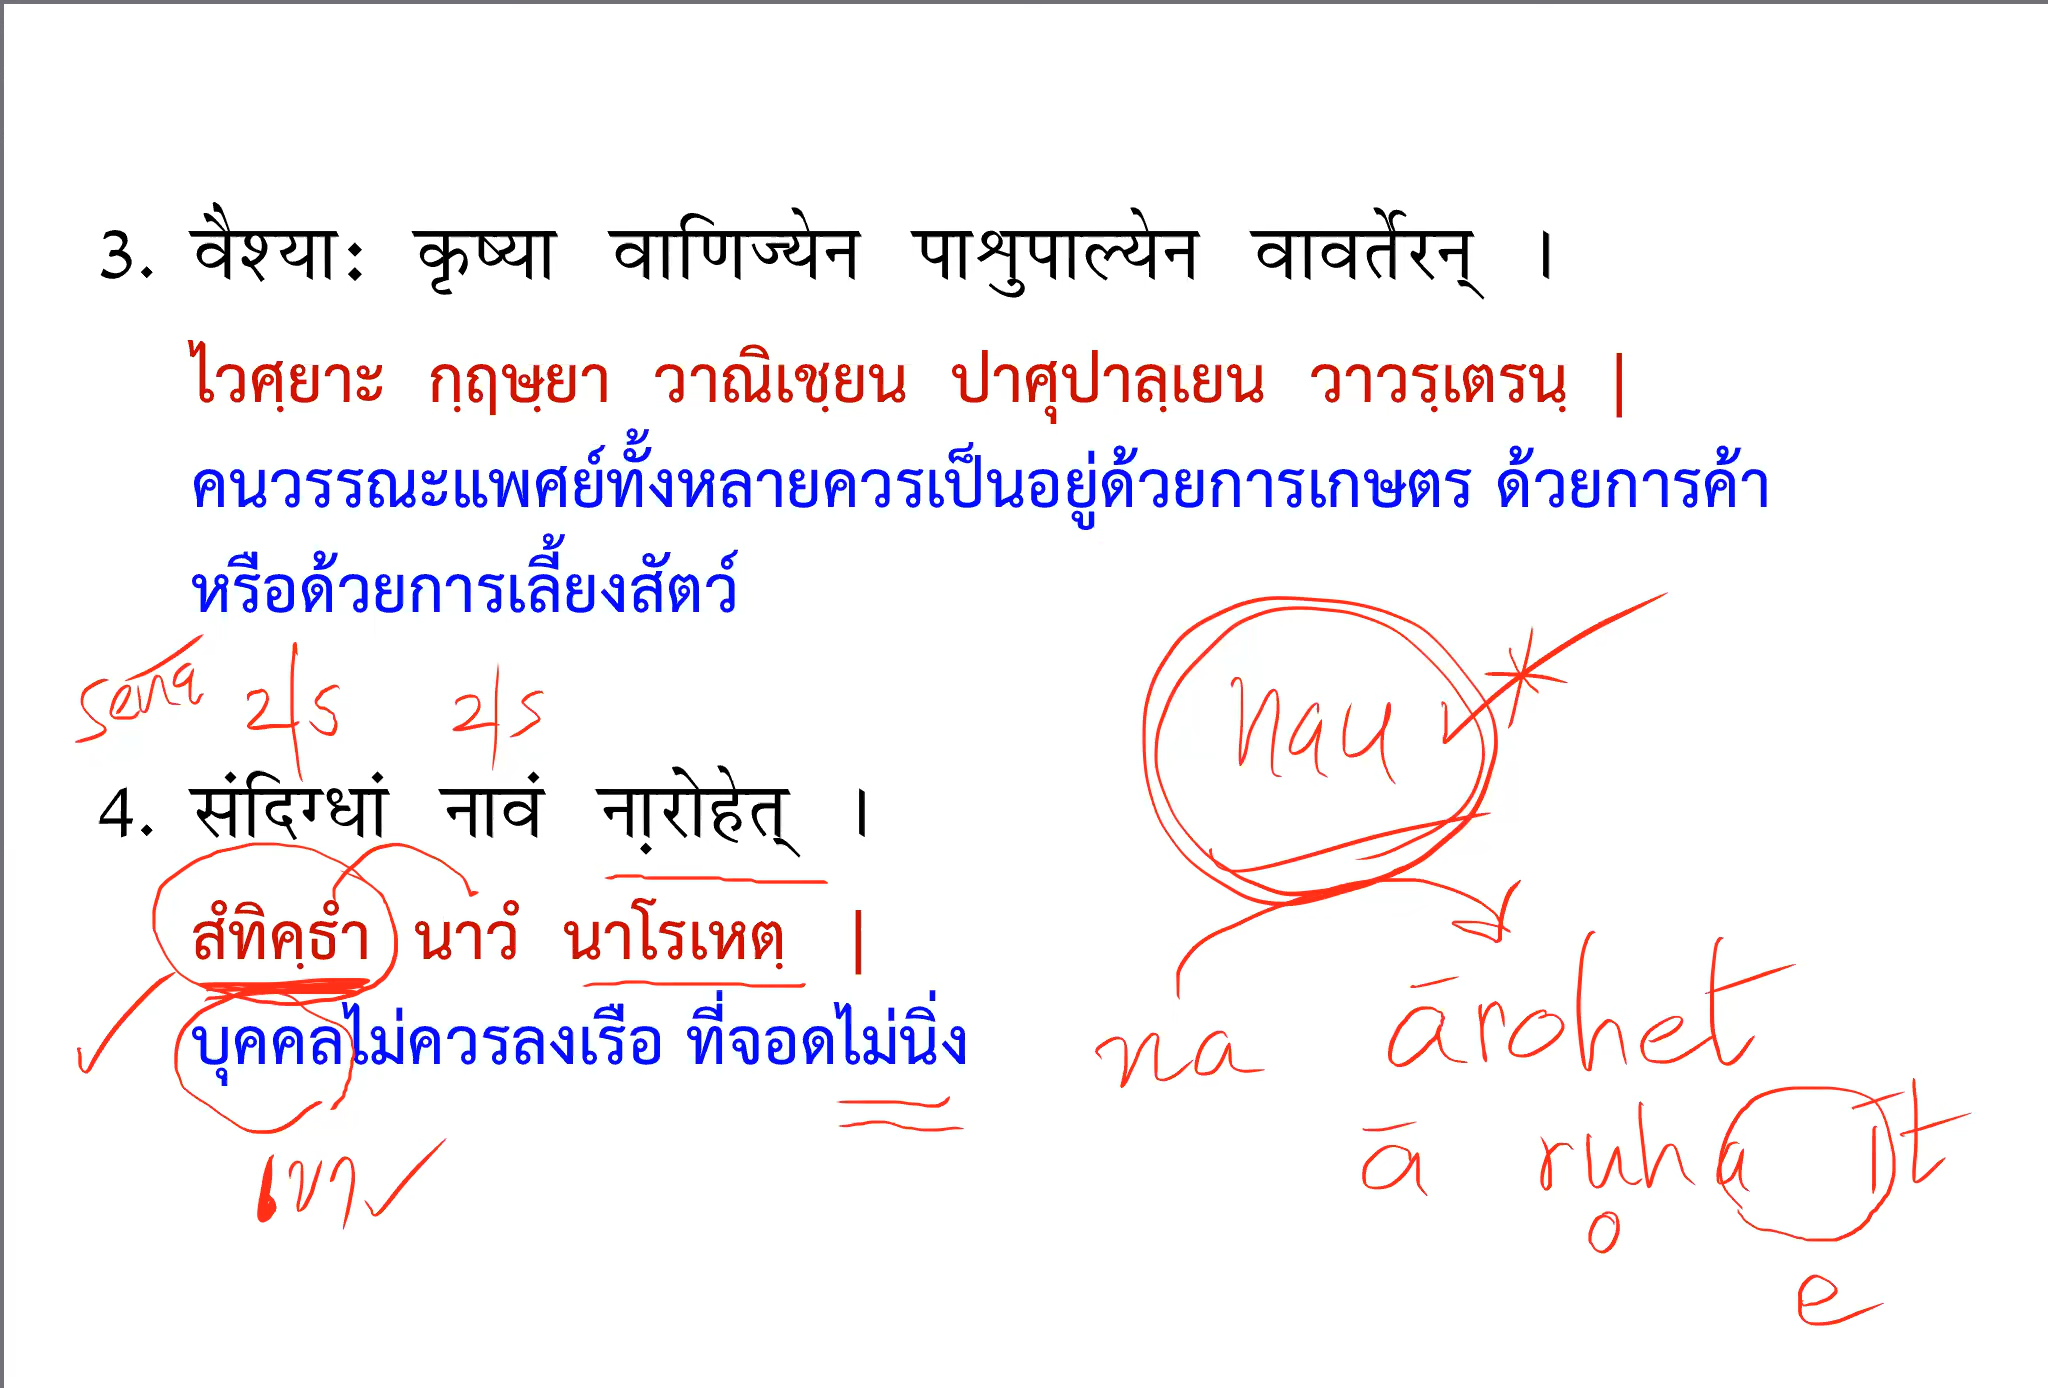 3. वैश्याः कृष्या वाणिज्येन पाशुपाल्येन वावर्तेरन् ।
ไวศฺยาะ กฺฤษฺยา วาณิเชฺยน ปาศุปาลฺเยน วาวรฺเตรนฺ |
คนวรรณะแพศย์ทั้งหลายควรเป็นอยู่ด้วยการเกษตร ด้วยการค้า
หรือด้วยการเลี้ยงสัตว์
senā 2/s 2/s
nau
4. संदिग्धां नावं ना़रोहेत् ।
สํทิคฺธำ นาวํ นาโรเหตฺ |
บุคคลไม่ควรลงเรือ ที่จอดไม่นิ่ง
na ārohet
ā ruha īt
เขา
o
e